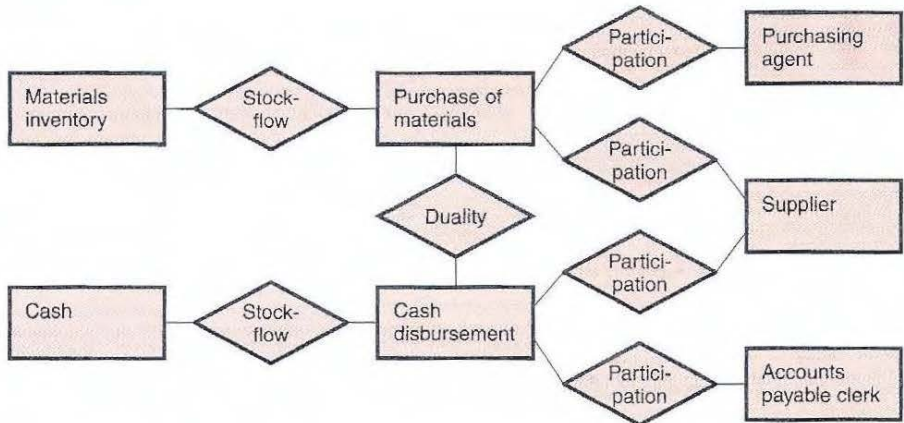 Partici-
pation
Purchasing
agent
Materials
inventory
Stock-
flow
Purchase of
materials
Partici-
pation
Duality
Supplier
Partici-
pation
Cash
Stock-
flow
Cash
disbursement
Partici-
pation
Accounts
payable clerk